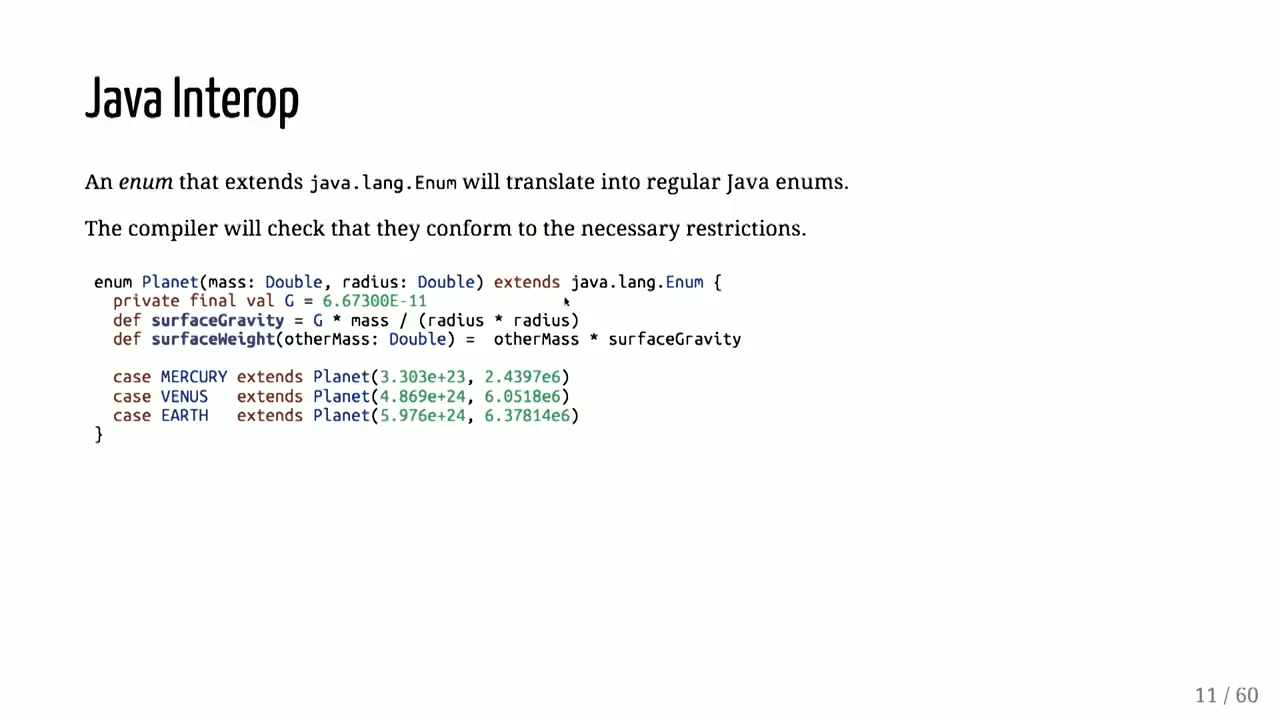 Java Interop
An enum that extends java.lang.Enum will translate into regular Java enums.
The compiler will check that they conform to the necessary restrictions.
enum Planet(mass: Double, radius: Double) extends java.lang.Enum {
  private final val G = 6.67300E-11
  def surfaceGravity = G * mass / (radius * radius)
  def surfaceWeight(otherMass: Double) =  otherMass * surfaceGravity

  case MERCURY extends Planet(3.303e+23, 2.4397e6)
  case VENUS   extends Planet(4.869e+24, 6.0518e6)
  case EARTH   extends Planet(5.976e+24, 6.37814e6)
}
11 / 60